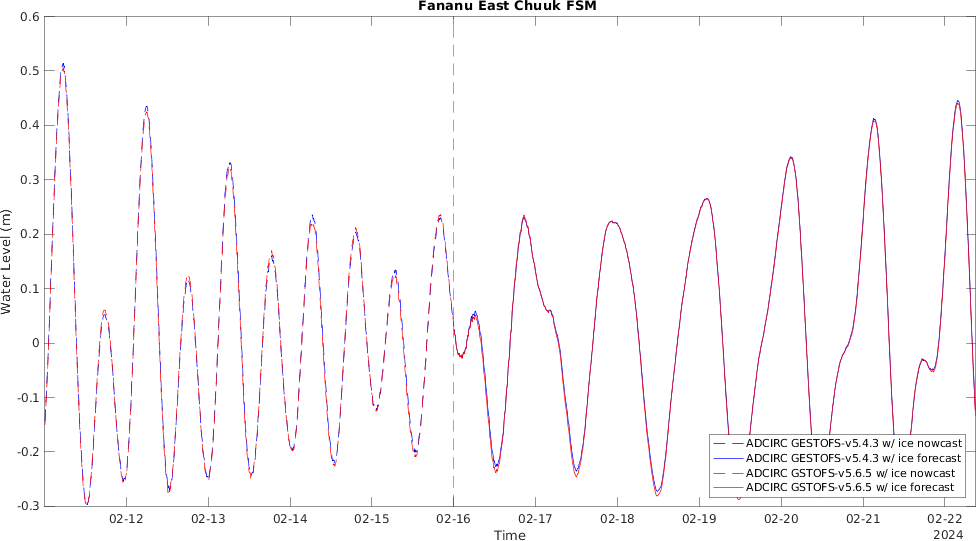 Fananu East Chuuk FSM
Water Level (m)
0.6
0.5
0.4
0.3
0.2
0.1
0
-0.1
-0.2
-0.3
ADCIRC GESTOFS-v5.4.3 w/ ice nowcast
ADCIRC GESTOFS-v5.4.3 w/ ice forecast
ADCIRC GSTOFS-v5.6.5 w/ ice nowcast
ADCIRC GSTOFS-v5.6.5 w/ ice forecast
02-12 02-13 02-14 02-15 02-16 02-17 02-18 02-19 02-20 02-21 02-22
Time
2024